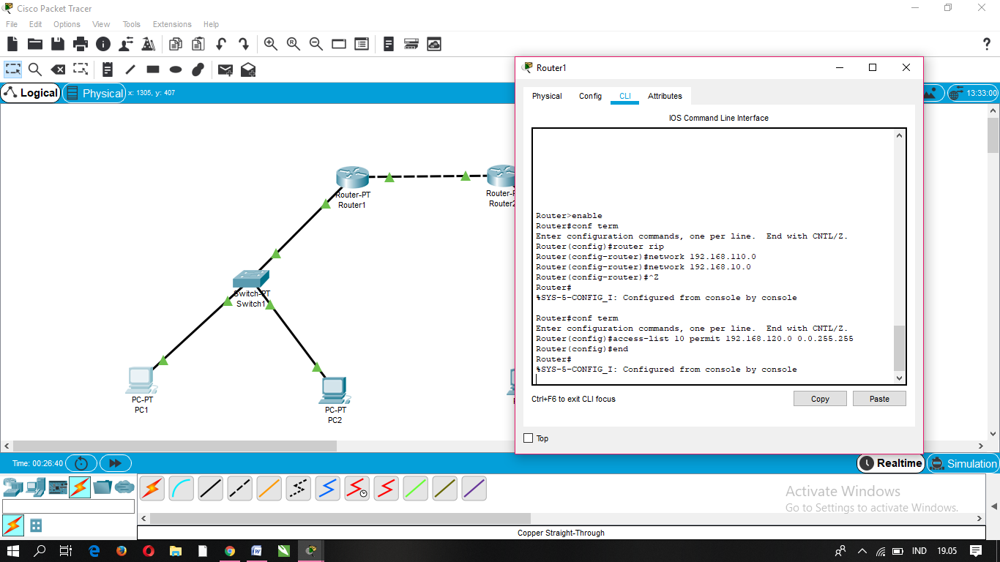 Cisco Packet Tracer
File Edit Options View Tools Extensions Help
Logical
Physical
x: 1305, y: 407
13:33:00
Router1
Physical Config CLI Attributes
IOS Command Line Interface
Router>enable
Router#conf term
Enter configuration commands, one per line.  End with CNTL/Z.
Router(config)#router rip
Router(config-router)#network 192.168.110.0
Router(config-router)#network 192.168.10.0
Router(config-router)#^Z
Router#
%SYS-5-CONFIG_I: Configured from console by console
Router#conf term
Enter configuration commands, one per line.  End with CNTL/Z.
Router(config)#access-list 10 permit 192.168.120.0 0.0.255.255
Router(config)#end
Router#
%SYS-5-CONFIG_I: Configured from console by console
Ctrl+F6 to exit CLI focus
Copy
Paste
Top
Router-PT
Router1
Router-P
Router2
Switch-PT
Switch1
PC-PT
PC1
PC-PT
PC2
Time: 00:26:40
Realtime
Simulation
Activate Windows
Go to Settings to activate Windows.
Copper Straight-Through
IND
19.05